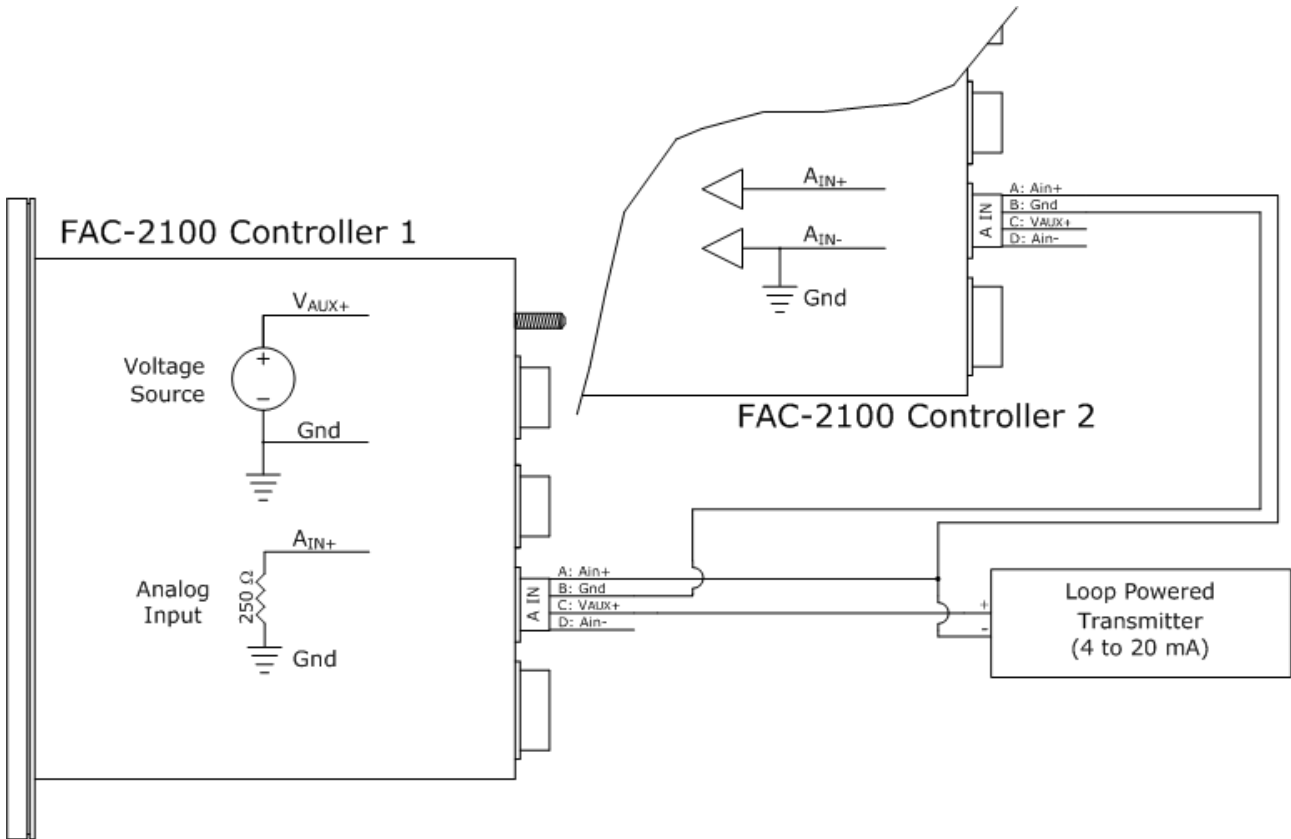 FAC-2100 Controller 1
VAUX+
Voltage
Source
+
−
Gnd
AIN+
Analog
Input
250 Ω
Gnd
A IN
A: Ain+
B: Gnd
C: VAUX+
D: Ain-
AIN+
AIN-
Gnd
A IN
A: Ain+
B: Gnd
C: VAUX+
D: Ain-
FAC-2100 Controller 2
+
-
Loop Powered
Transmitter
(4 to 20 mA)